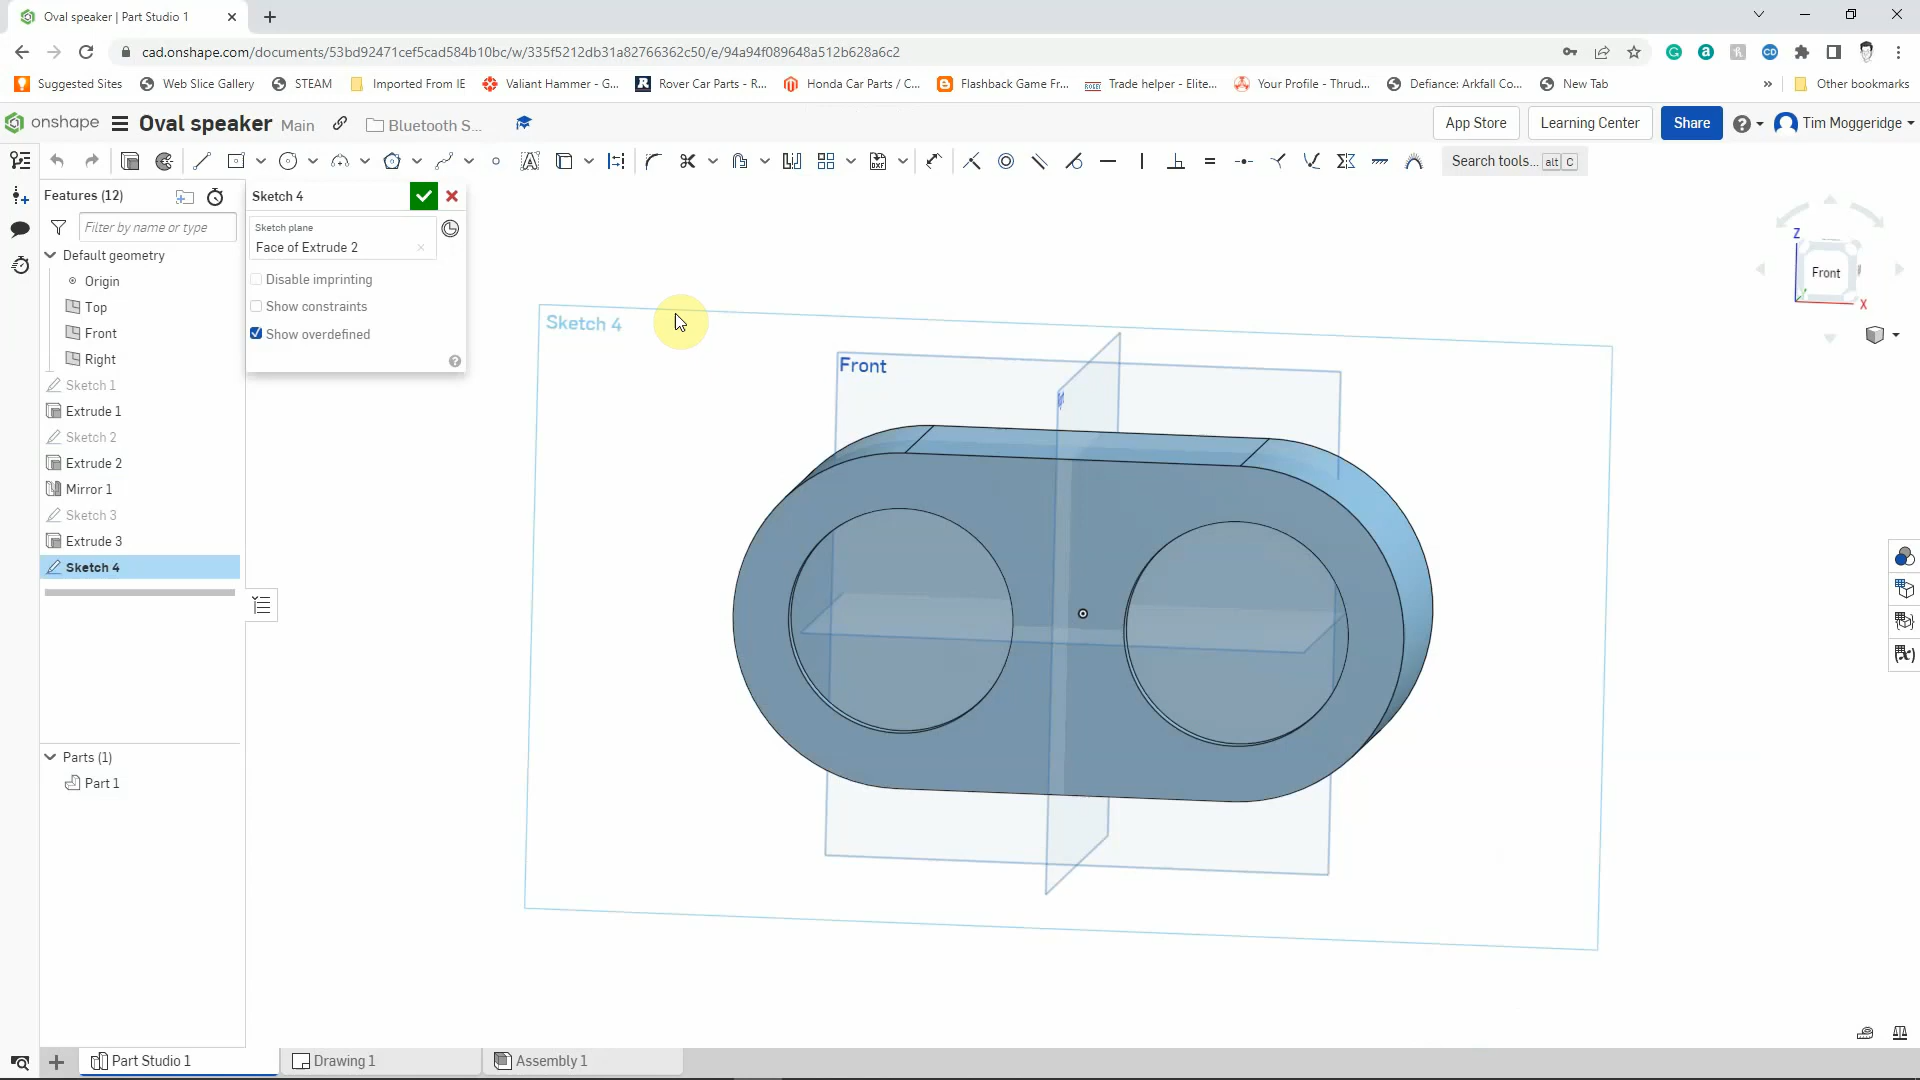 Oval speaker | Part Studio 1
cad.onshape.com/documents/53bd92471cef5cad584b10bc/w/335f5212db31a82766362c50/e/94a94f089648a512b628a6c2
Suggested Sites Web Slice Gallery STEAM Imported From IE Valiant Hammer - G... Rover Car Parts - R... Honda Car Parts / C... Flashback Game Fr... Trade helper - Elite... Your Profile - Thrud... Defiance: Arkfall Co... New Tab » Other bookmarks
onshape Oval speaker Main Bluetooth S... App Store Learning Center Share Tim Moggeridge
Search tools... alt C
Features (12)
Filter by name or type
Default geometry
Origin
Top
Front
Right
Sketch 1
Extrude 1
Sketch 2
Extrude 2
Mirror 1
Sketch 3
Extrude 3
Sketch 4
Parts (1)
Part 1
Sketch 4
Sketch plane
Face of Extrude 2
Disable imprinting
Show constraints
Show overdefined
Sketch 4
Front
Z
Front
X
Part Studio 1 Drawing 1 Assembly 1